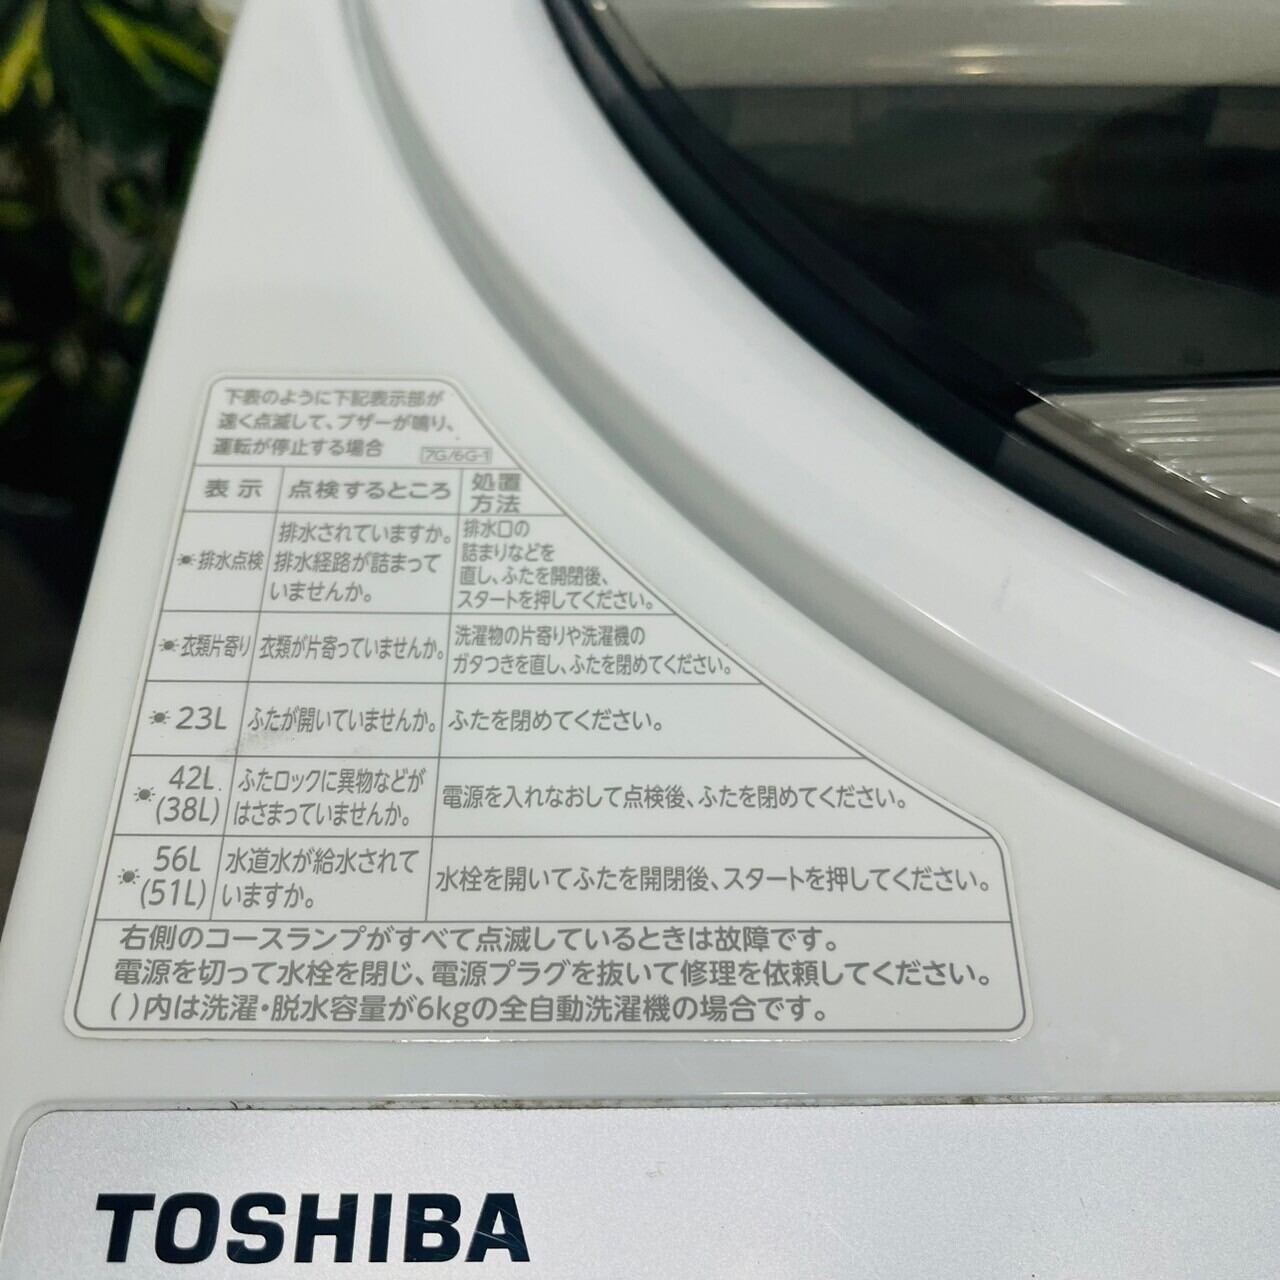 下表のように下記表示部が
速く点滅して、ブザーが鳴り、
運転が停止する場合 7G/6G-1
表示 点検するところ 処置方法
排水点検 排水されていますか。 排水口の
排水経路が詰まって 詰まりなどを
いませんか。 直し、ふたを開閉後、
スタートを押してください。
衣類片寄り 衣類が片寄っていませんか。 洗濯物の片寄りや洗濯機の
ガタつきを直し、ふたを閉めてください。
23L ふたが開いていませんか。 ふたを閉めてください。
42L ふたロックに異物などが
(38L) はさまっていませんか。 電源を入れなおして点検後、ふたを閉めてください。
56L 水道水が給水されて
(51L) いますか。 水栓を開いてふたを開閉後、スタートを押してください。
右側のコースランプがすべて点滅しているときは故障です。
電源を切って水栓を閉じ、電源プラグを抜いて修理を依頼してください。
( )内は洗濯・脱水容量が6kgの全自動洗濯機の場合です。
TOSHIBA